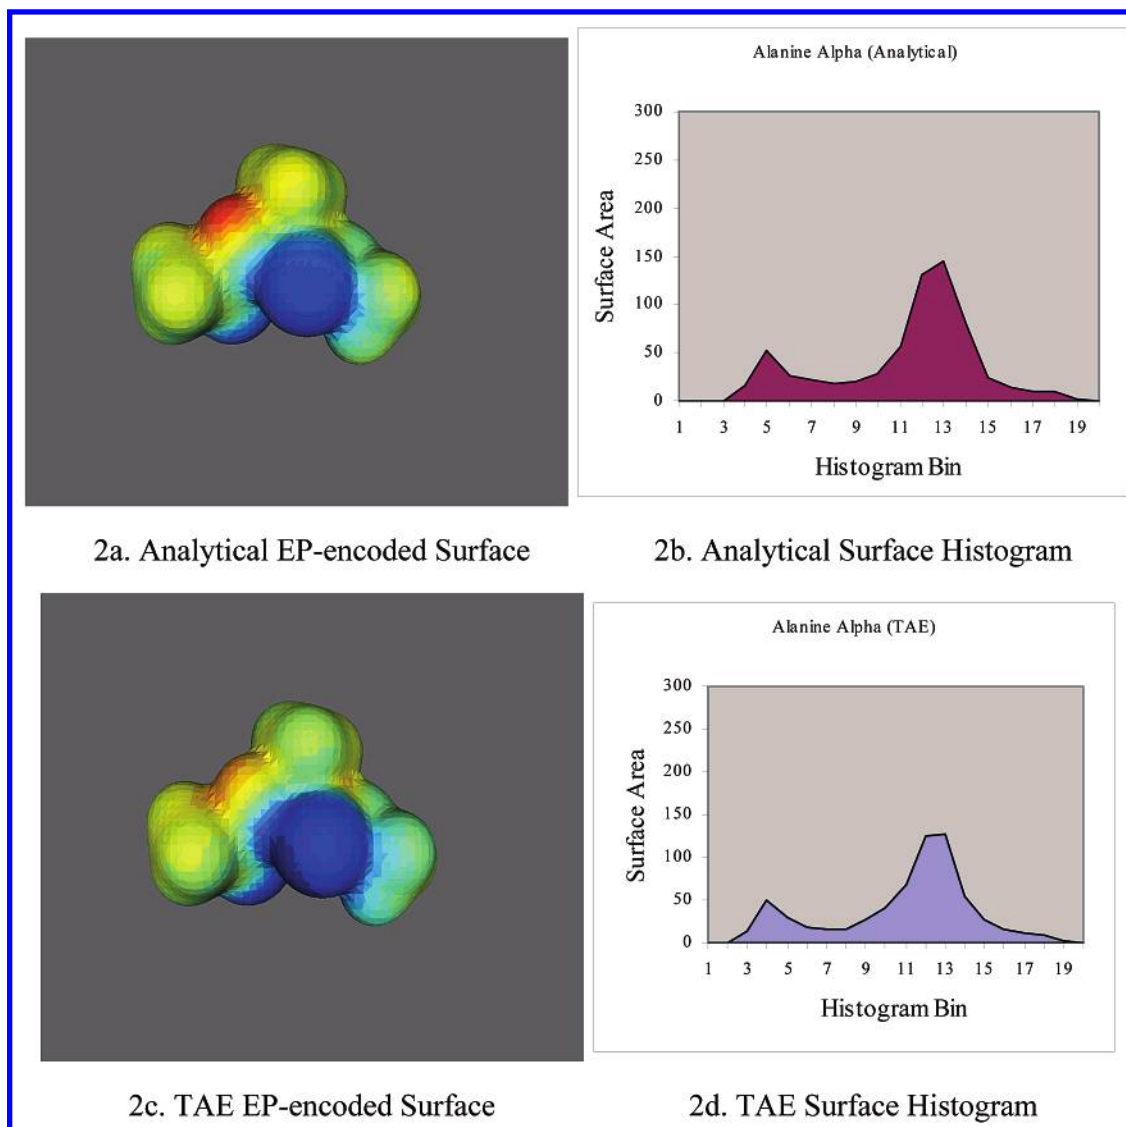 Alanine Alpha (Analytical)
300
250
200
150
100
50
0
Surface Area
1 3 5 7 9 11 13 15 17 19
Histogram Bin
2a. Analytical EP-encoded Surface
2b. Analytical Surface Histogram
Alanine Alpha (TAE)
300
250
200
150
100
50
0
Surface Area
1 3 5 7 9 11 13 15 17 19
Histogram Bin
2c. TAE EP-encoded Surface
2d. TAE Surface Histogram